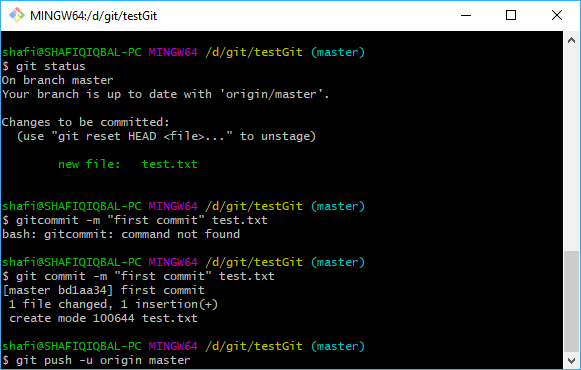 MINGW64:/d/git/testGit
shafi@SHAFIQIQBAL-PC MINGW64 /d/git/testGit (master)
$ git status
On branch master
Your branch is up to date with 'origin/master'.
Changes to be committed:
  (use "git reset HEAD <file>..." to unstage)
        new file:   test.txt
shafi@SHAFIQIQBAL-PC MINGW64 /d/git/testGit (master)
$ gitcommit -m "first commit" test.txt
bash: gitcommit: command not found
shafi@SHAFIQIQBAL-PC MINGW64 /d/git/testGit (master)
$ git commit -m "first commit" test.txt
[master bd1aa34] first commit
 1 file changed, 1 insertion(+)
 create mode 100644 test.txt
shafi@SHAFIQIQBAL-PC MINGW64 /d/git/testGit (master)
$ git push -u origin master